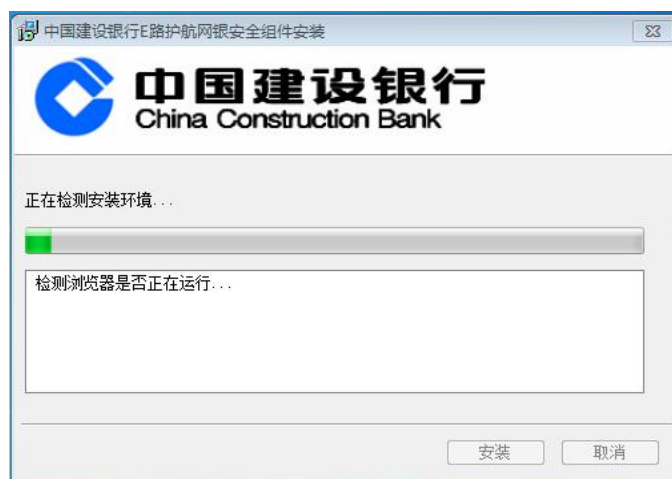 中国建设银行E路护航网银安全组件安装
中国建设银行
China Construction Bank
正在检测安装环境...
检测浏览器是否正在运行...
安装
取消